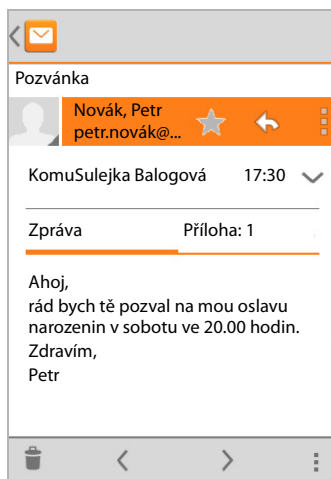 Pozvánka
Novák, Petr
petr.novák@...
KomuSulejka Balogová 17:30
Zpráva Příloha: 1
Ahoj,
rád bych tě pozval na mou oslavu
narozenin v sobotu ve 20.00 hodin.
Zdravím,
Petr